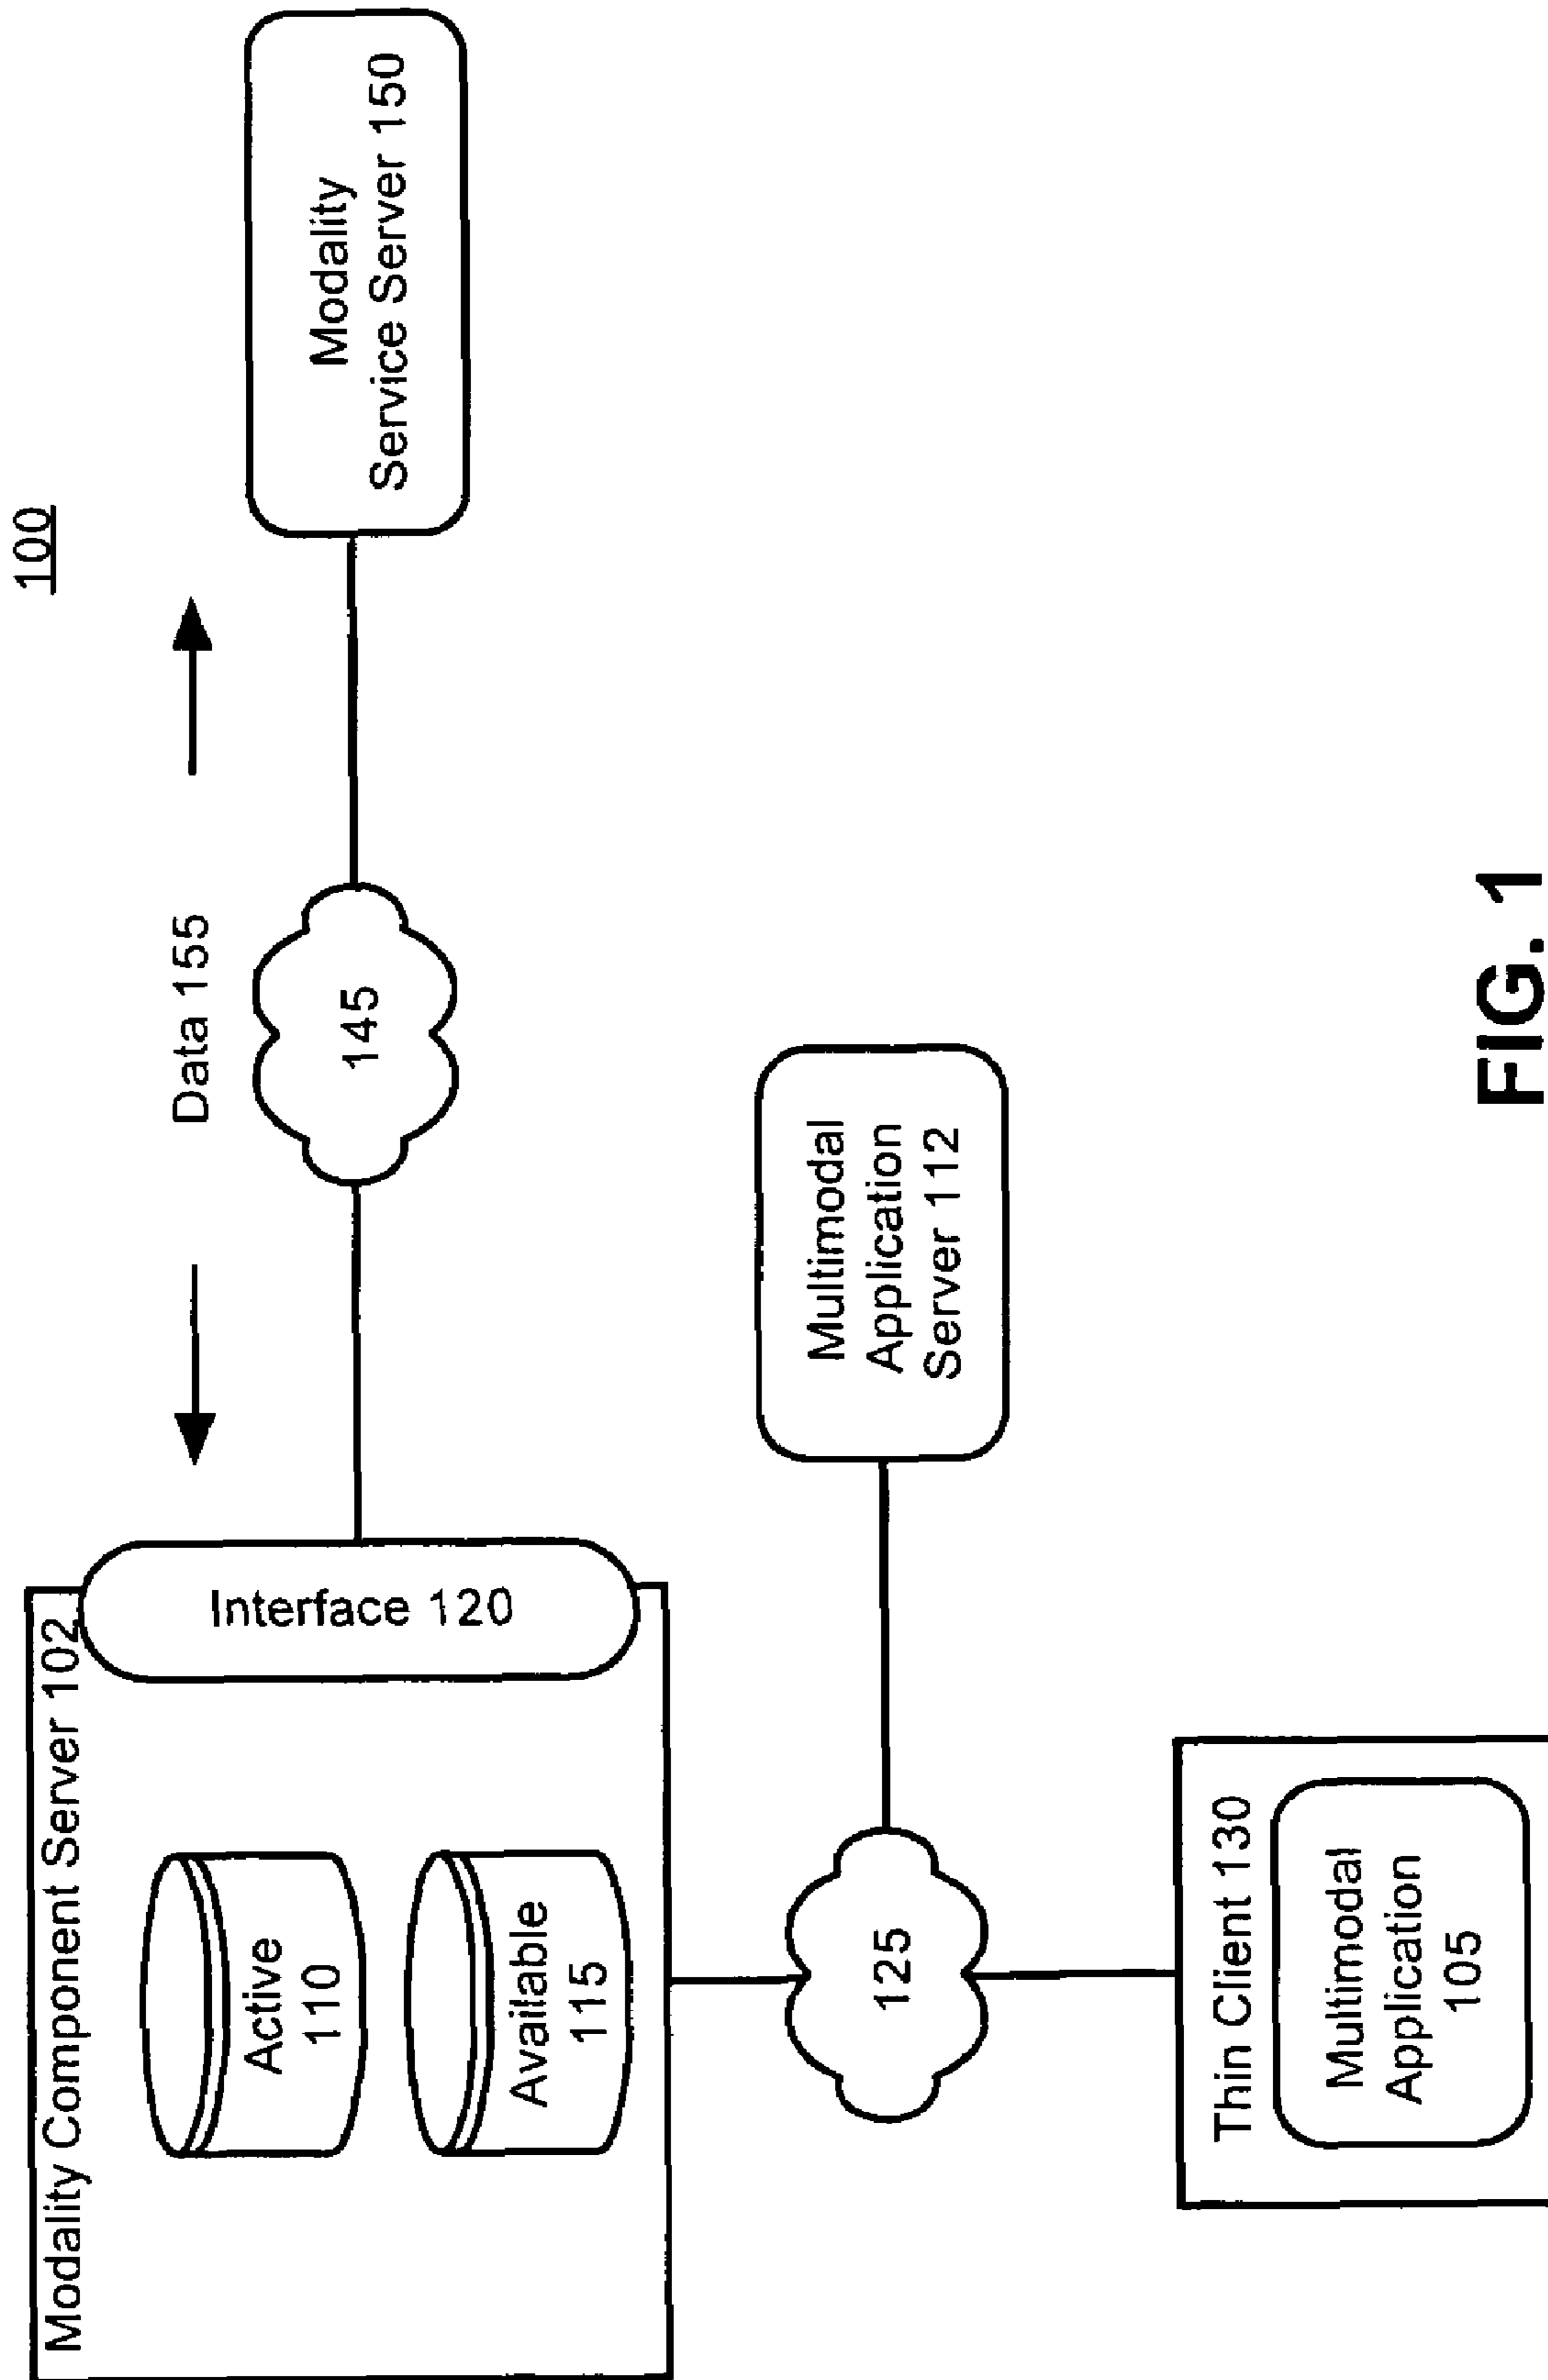 100
Modality Component Server 102
Active
110
Available
115
Interface 120
Data 155
145
Modality
Service Server 150
125
Multimodal
Application
Server 112
Thin Client 130
Multimodal
Application
105
FIG. 1